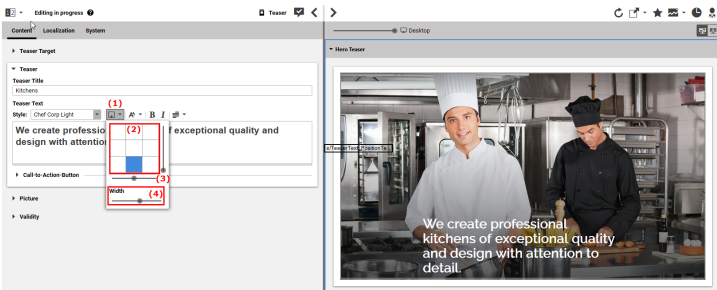 Editing in progress
Teaser
Content Localization System
Desktop
Teaser Target
Hero Teaser
Teaser
Teaser Title
Kitchens
Teaser Text
(1)
Style: Chef Corp Light
B I
We create professio
f exceptional quality and
design with attention
(2)
(3)
Call-to-Action-Button
Width
(4)
Picture
Validity
We create professional
kitchens of exceptional quality
and design with attention to
detail.